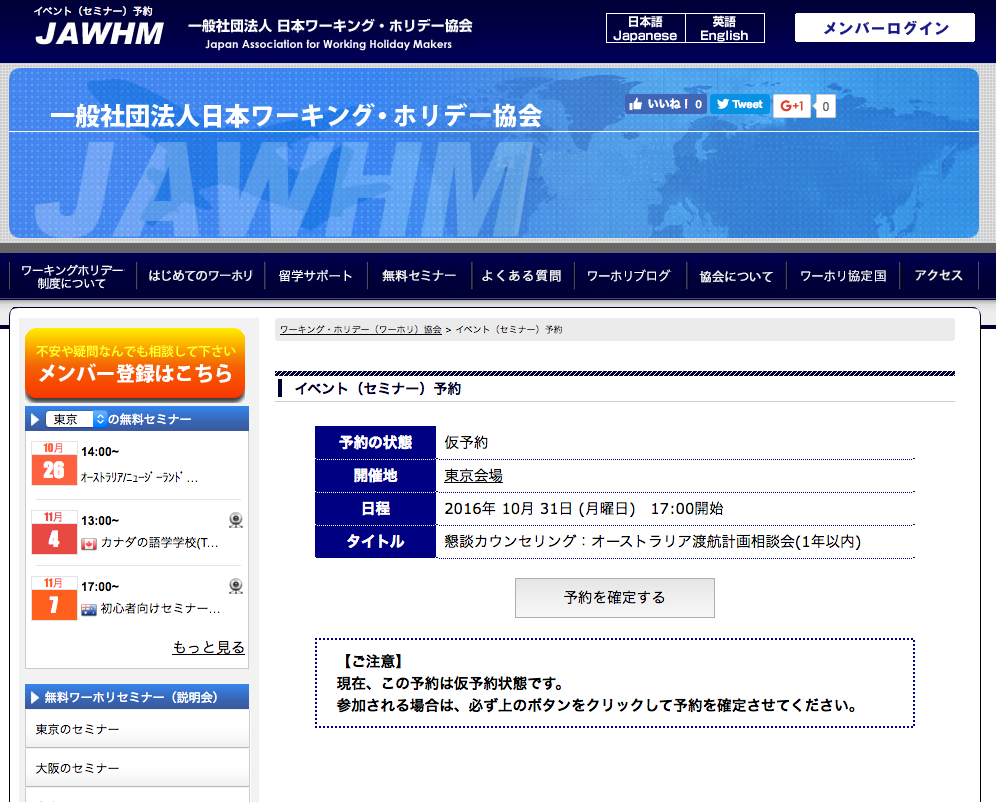 イベント（セミナー）予約
JAWHM
一般社団法人 日本ワーキング・ホリデー協会
Japan Association for Working Holiday Makers
日本語
Japanese
英語
English
メンバーログイン
一般社団法人日本ワーキング・ホリデー協会
いいね！ 0
Tweet
G+1
0
JAWHM
ワーキングホリデー
制度について
はじめてのワーホリ
留学サポート
無料セミナー
よくある質問
ワーホリブログ
協会について
ワーホリ協定国
アクセス
不安や疑問なんでも相談して下さい
メンバー登録はこちら
東京 の無料セミナー
10月
26
14:00~
ｵｰｽﾄﾗﾘｱ/ﾆｭｰｼﾞｰﾗﾝﾄﾞ…
11月
4
13:00~
カナダの語学学校(T…
11月
7
17:00~
初心者向けセミナー…
もっと見る
無料ワーホリセミナー（説明会）
東京のセミナー
大阪のセミナー
ワーキング・ホリデー（ワーホリ）協会 > イベント（セミナー）予約
イベント（セミナー）予約
予約の状態 仮予約
開催地 東京会場
日程 2016年 10月 31日 (月曜日)　17:00開始
タイトル 懇談カウンセリング：オーストラリア渡航計画相談会(1年以内)
予約を確定する
【ご注意】
現在、この予約は仮予約状態です。
参加される場合は、必ず上のボタンをクリックして予約を確定させてください。